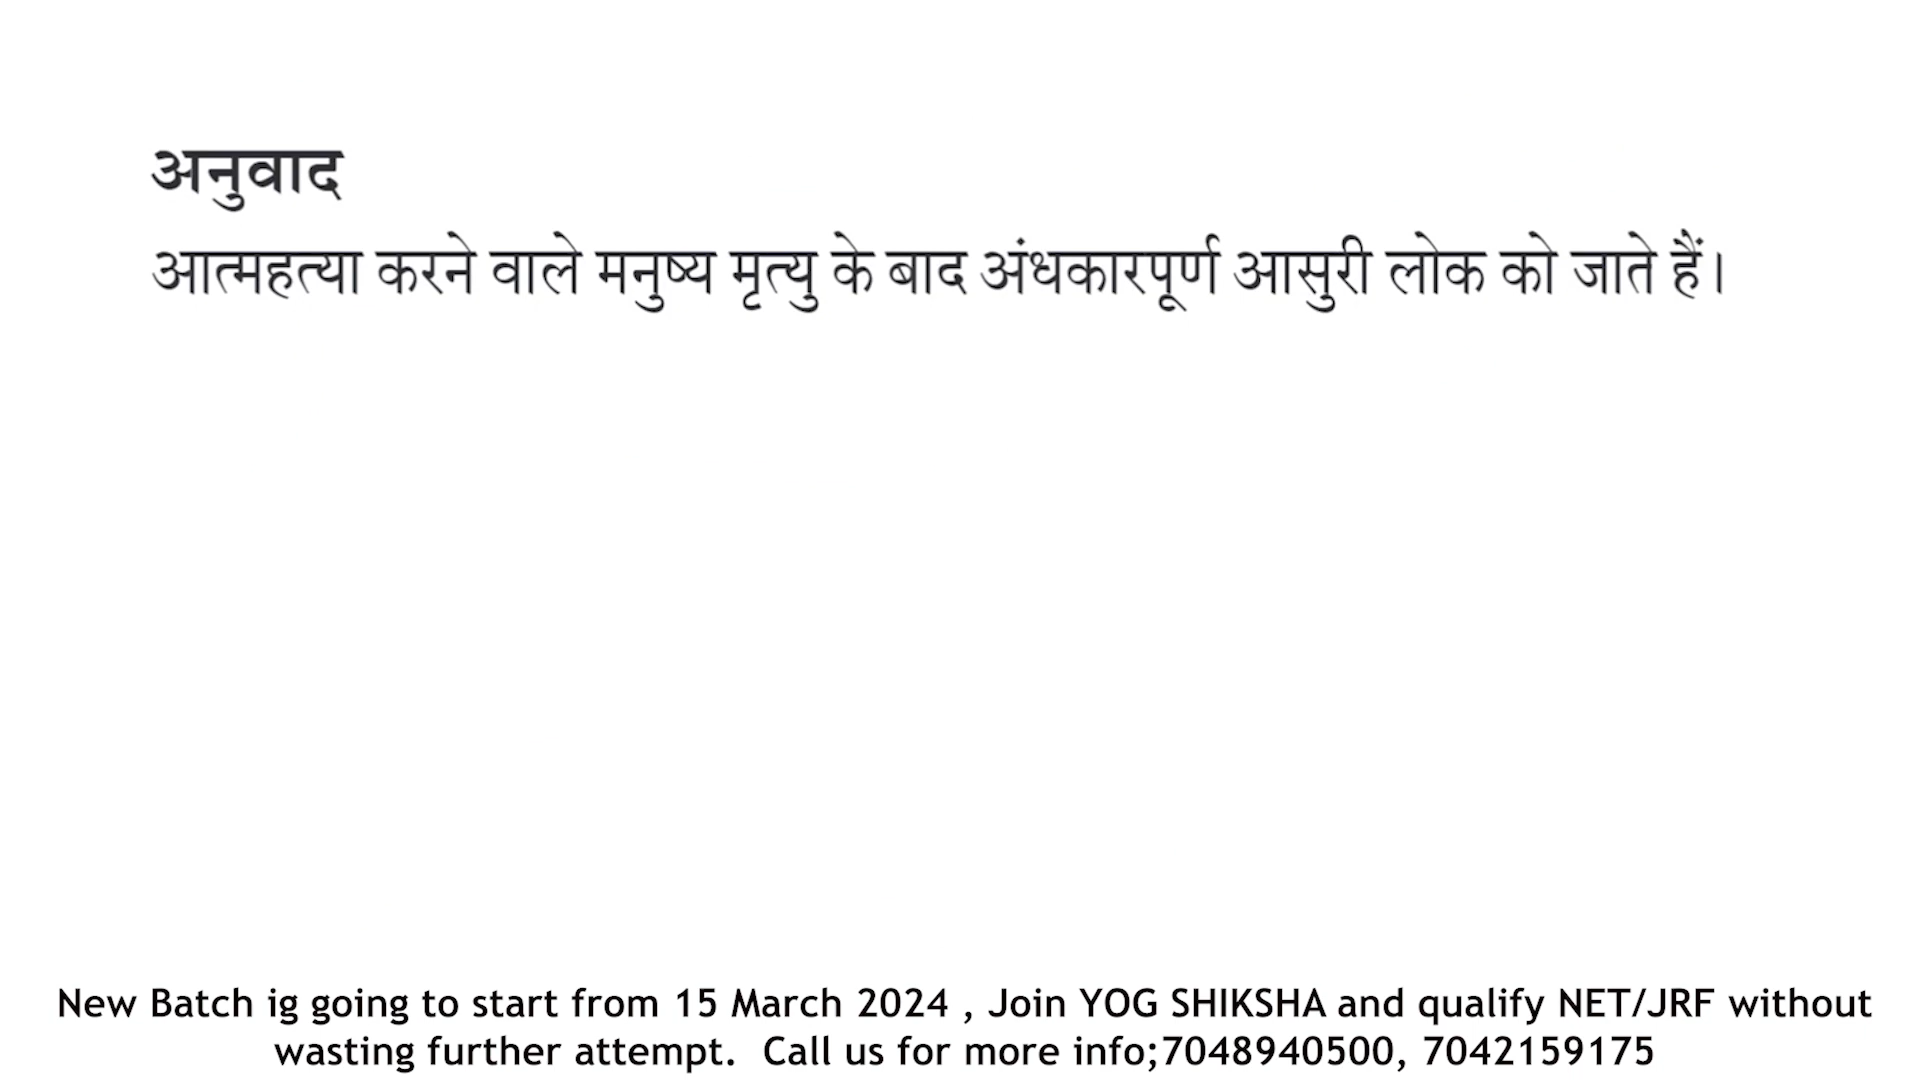 अनुवाद
आत्महत्या करने वाले मनुष्य मृत्यु के बाद अंधकारपूर्ण आसुरी लोक को जाते हैं।
New Batch ig going to start from 15 March 2024 , Join YOG SHIKSHA and qualify NET/JRF without
wasting further attempt.  Call us for more info;7048940500, 7042159175